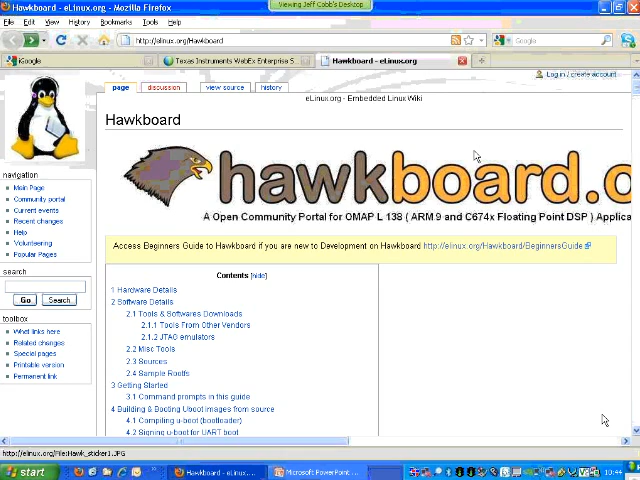 Hawkboard - eLinux.org - Mozilla Firefox
Viewing Jeff Cobb's Desktop
File Edit View History Bookmarks Tools Help
http://elinux.org/Hawkboard
Google
iGoogle
Texas Instruments WebEx Enterprise S...
Hawkboard - eLinux.org
Log in / create account
page discussion view source history
eLinux.org - Embedded Linux Wiki
Hawkboard
hawkboard.o
A Open Community Portal for OMAP L 138 ( ARM 9 and C674x Floating Point DSP ) Applica
Access Beginners Guide to Hawkboard if you are new to Development on Hawkboard http://elinux.org/Hawkboard/BeginnersGuide
navigation
Main Page
Community portal
Current events
Recent changes
Help
Volunteering
Popular Pages
search
Go Search
toolbox
What links here
Related changes
Special pages
Printable version
Permanent link
Contents [hide]
1 Hardware Details
2 Software Details
2.1 Tools & Softwares Downloads
2.1.1 Tools From Other Vendors
2.1.2 JTAG emulators
2.2 Misc Tools
2.3 Sources
2.4 Sample Rootfs
3 Getting Started
3.1 Command prompts in this guide
4 Building & Booting Uboot images from source
4.1 Compiling u-boot (bootloader)
4.2 Signing u-boot for UART boot
http://elinux.org/File:Hawk_sticker1.JPG
start
Hawkboard - eLinux....
Microsoft PowerPoint ...
10:44